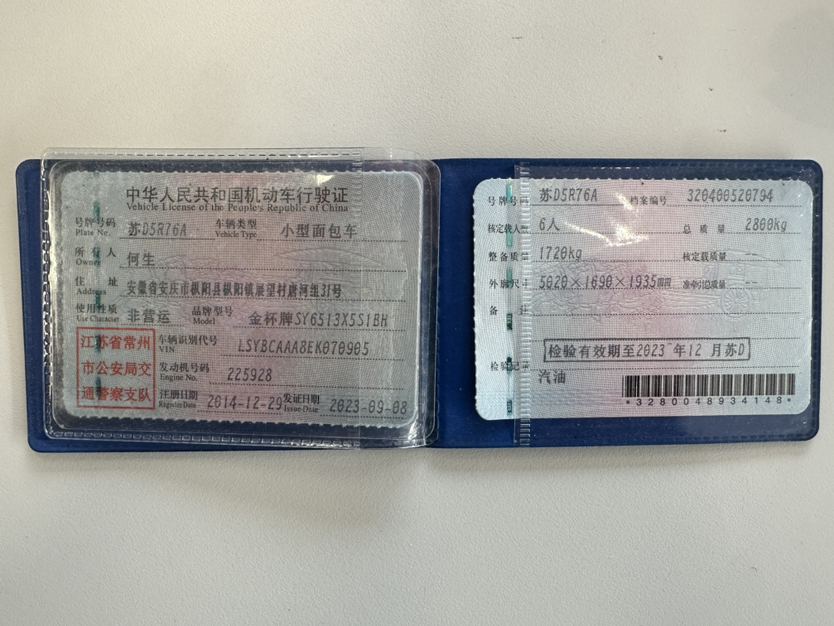 中华人民共和国机动车行驶证
Vehicle License of the People's Republic of China
号牌号码 Plate No. 苏D5R76A 车辆类型 Vehicle Type 小型面包车
所有人 Owner 何生
住址 Address 安徽省安庆市枞阳县枞阳镇展望村唐河组31号
使用性质 Use Character 非营运 品牌型号 Model 金杯牌SY6513X5S1BH
江苏省常州
市公安局交
通警察支队
车辆识别代号 VIN LSYBCAAA8EK070905
发动机号码 Engine No. 225928
注册日期 Register Date 2014-12-29 发证日期 Issue Date 2023-09-08
号牌号码 苏D5R76A 档案编号 320400520794
核定载人数 6人 总质量 2800kg
整备质量 1720kg 核定载质量 --
外廓尺寸 5020×1690×1935mm 准牵引总质量 --
备注
检验有效期至2023年12月苏D
检验记录
汽油
*3280048934148*